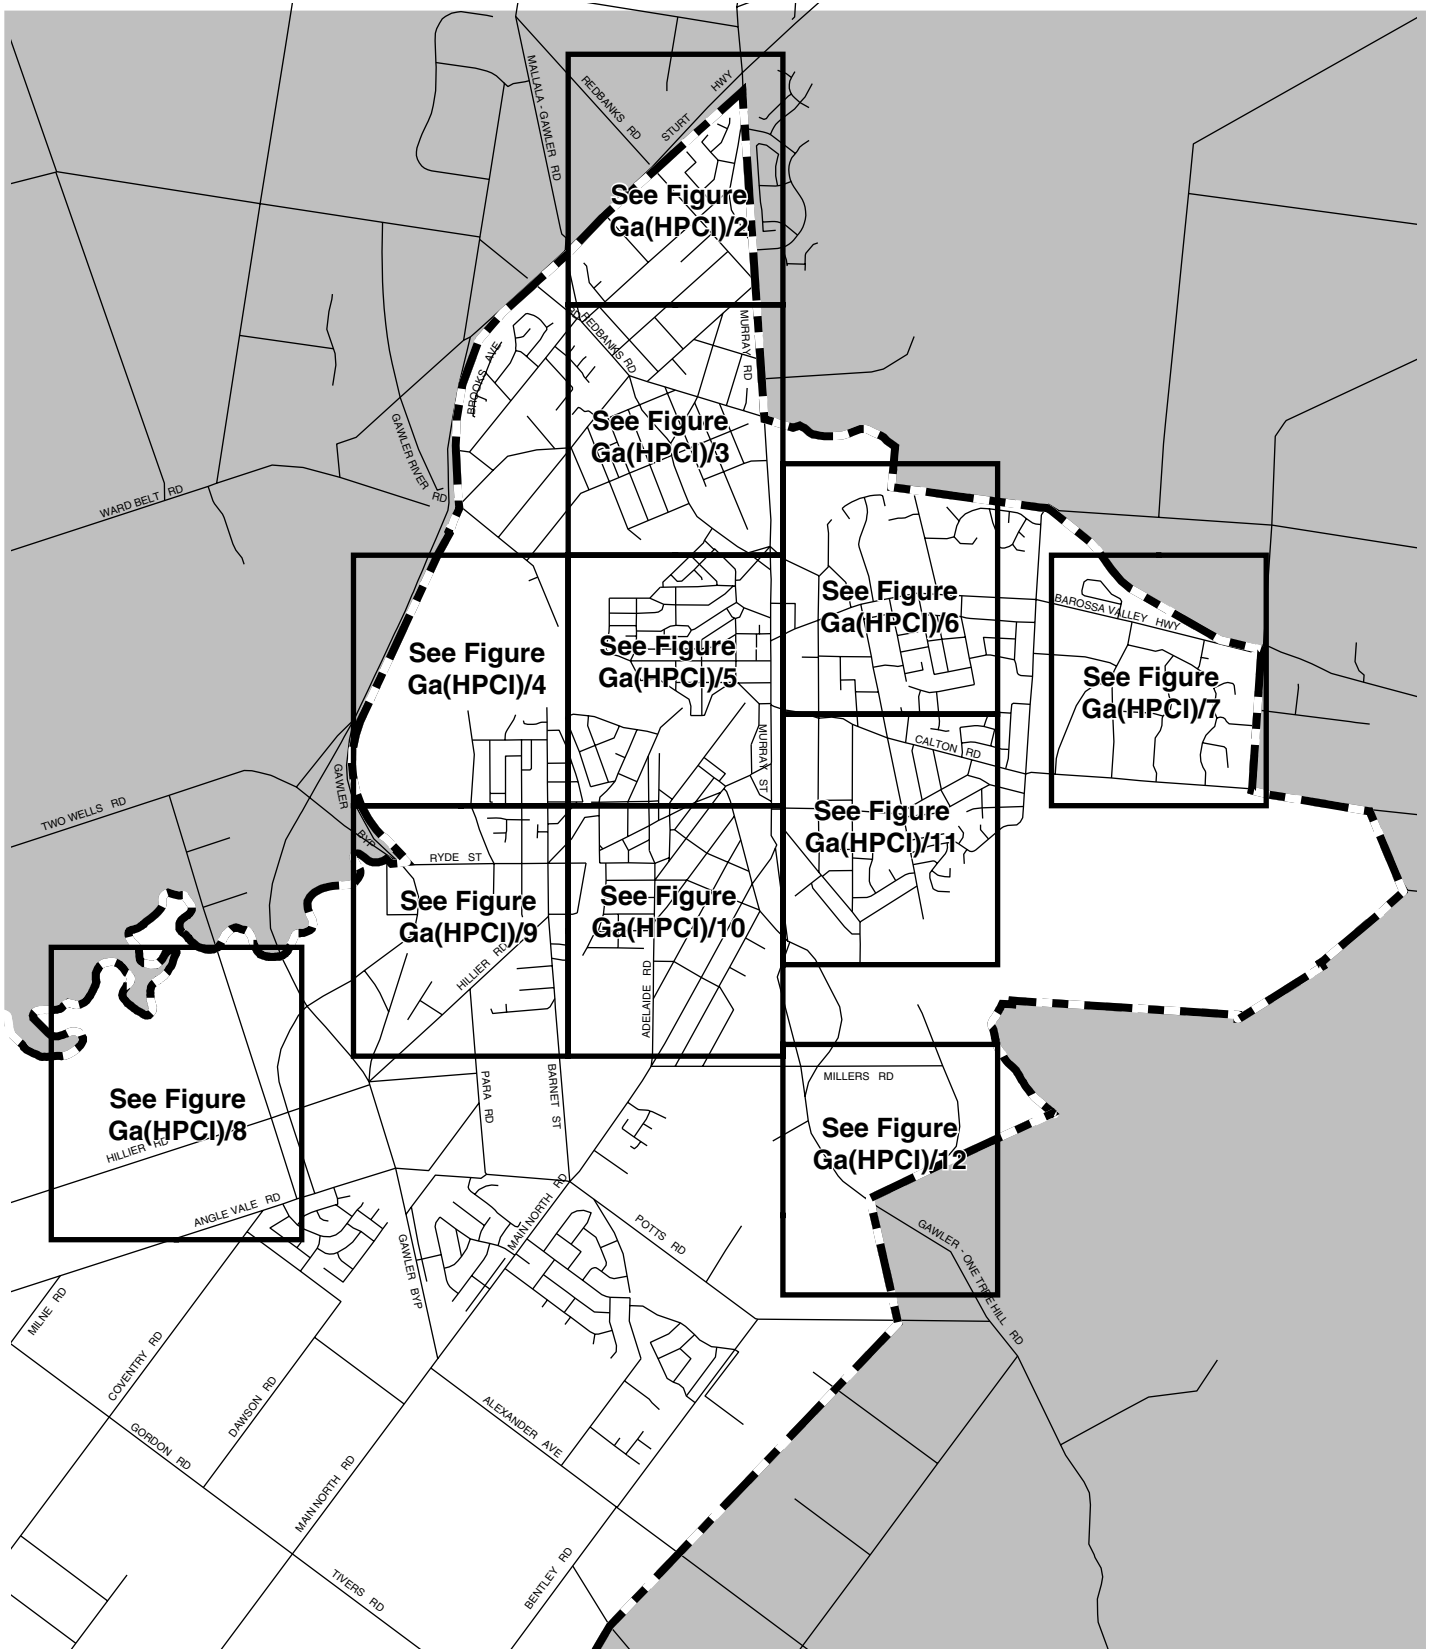 MALLALA - GAWLER RD
REDBANKS RD
STURT HWY
See Figure
Ga(HPCI)/2
BROOKS AVE
RD
REDBANKS RD
MURRAY RD
GAWLER RIVER RD
See Figure
Ga(HPCI)/3
WARD BELT RD
See Figure
Ga(HPCI)/6
BAROSSA VALLEY HWY
See Figure
Ga(HPCI)/4
See Figure
Ga(HPCI)/5
See Figure
Ga(HPCI)/7
MURRAY ST
CALTON RD
GAWLER BYP
TWO WELLS RD
See Figure
Ga(HPCI)/11
RYDE ST
See Figure
Ga(HPCI)/9
See Figure
Ga(HPCI)/10
HILLIER RD
ADELAIDE RD
PARA RD
BARNET ST
MILLERS RD
See Figure
Ga(HPCI)/8
HILLIER RD
See Figure
Ga(HPCI)/12
ANGLE VALE RD
MAIN NORTH RD
POTTS RD
GAWLER BYP
GAWLER - ONE TREE HILL RD
MILNE RD
COVENTRY RD
DAWSON RD
ALEXANDER AVE
GORDON RD
MAIN NORTH RD
TIVERS RD
BENTLEY RD